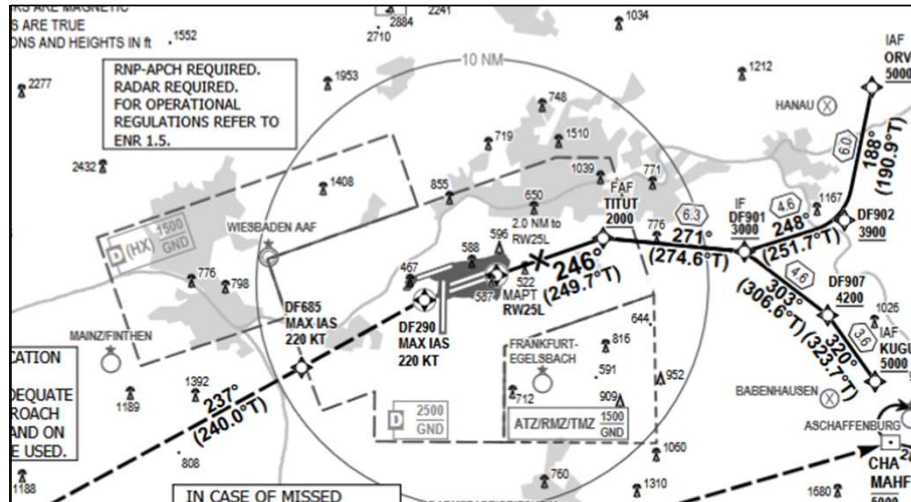 KS ARE MAGNETIC
S ARE TRUE
ONS AND HEIGHTS IN ft
1552
2884
2241
2710
1034
IAF
ORV
5000
RNP-APCH REQUIRED.
RADAR REQUIRED.
FOR OPERATIONAL
REGULATIONS REFER TO
ENR 1.5.
10 NM
2277
1953
1212
HANAU
748
719
1510
6.0
188°
(190.9°T)
2432
1408
855
1039
771
650
FAF
TITUT
2000
6.3
271°
(274.6°T)
776
IF
DF901
3000
4.6
248°
(251.7°T)
1167
DF902
3900
D
(HX)
1500
GND
WIESBADEN AAF
2.0 NM to
RW25L
596
588
467
587
522
246°
(249.7°T)
MAPT
RW25L
776
798
4.6
303°
(306.6°T)
DF907
4200
1026
3.6
320°
(323.7°T)
IAF
KUGU
5000
DF685
MAX IAS
220 KT
DF290
MAX IAS
220 KT
644
FRANKFURT-
EGELSBACH
816
591
952
MAINZ/FINTHEN
CATION
DEQUATE
ROACH
AND ON
E USED.
1189
1392
237°
(240.0°T)
712
909
BABENHAUSEN
ASCHAFFENBURG
D
2500
GND
ATZ/RMZ/TMZ
1500
GND
808
1188
1060
760
1310
1680
CHA
MAHF
5000
IN CASE OF MISSED